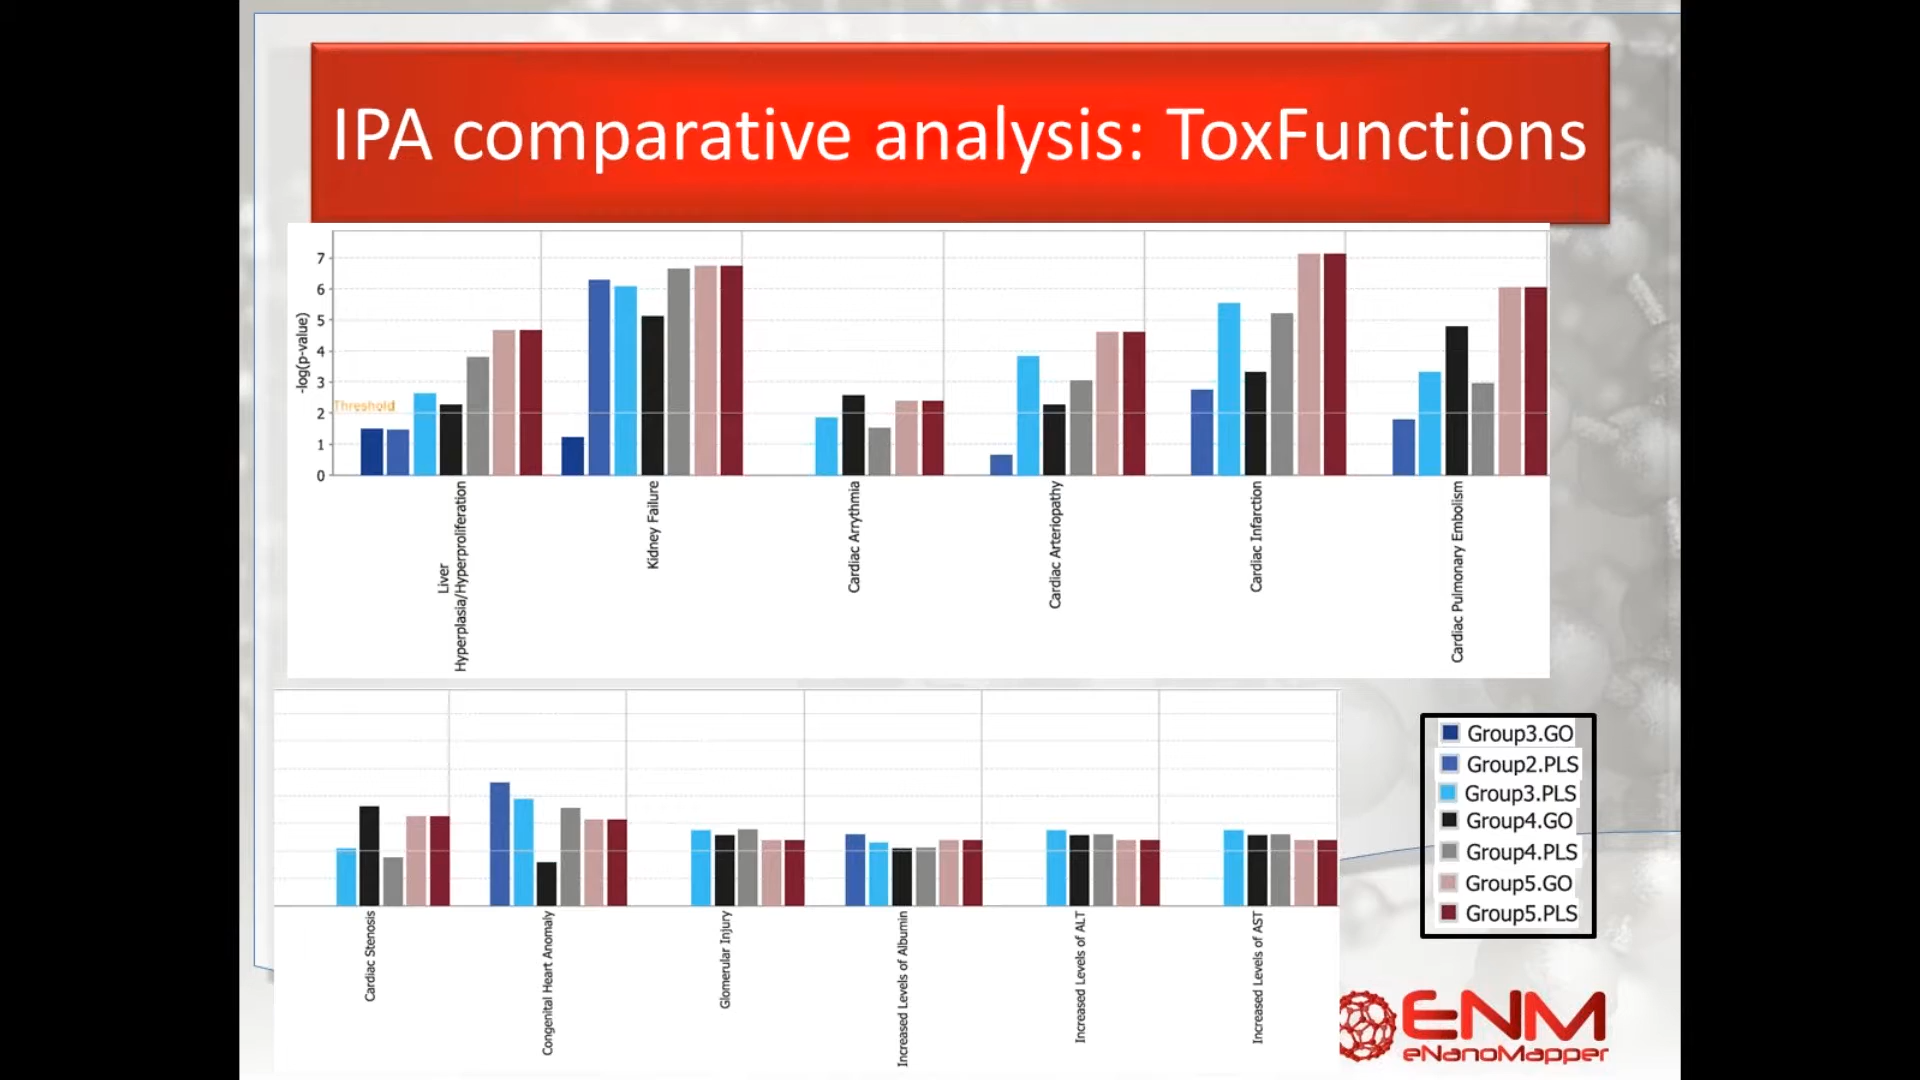 IPA comparative analysis: ToxFunctions
-log(p-value)
7
6
5
4
3
2
1
0
Threshold
Liver
Hyperplasia/Hyperproliferation
Kidney Failure
Cardiac Arrythmia
Cardiac Arteriopathy
Cardiac Infarction
Cardiac Pulmonary Embolism
Cardiac Stenosis
Congenital Heart Anomaly
Glomerular Injury
Increased Levels of Albumin
Increased Levels of ALT
Increased Levels of AST
Group3.GO
Group2.PLS
Group3.PLS
Group4.GO
Group4.PLS
Group5.GO
Group5.PLS
ENM
eNanoMapper